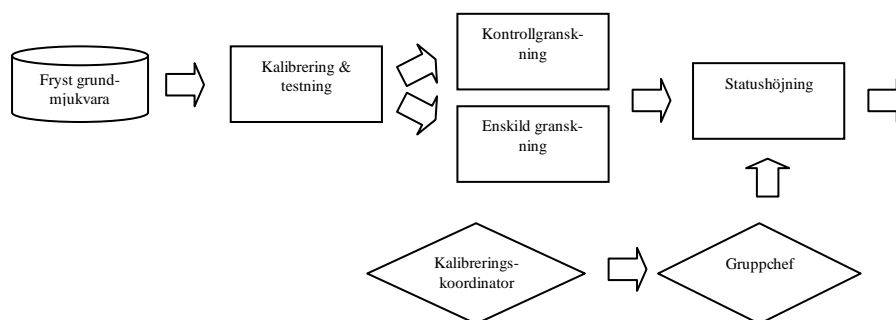 Fryst grund-
mjukvara
Kalibrering &
testning
Kontrollgransk-
ning
Enskild gransk-
ning
Statushöjning
Kalibrerings-
koordinator
Gruppchef